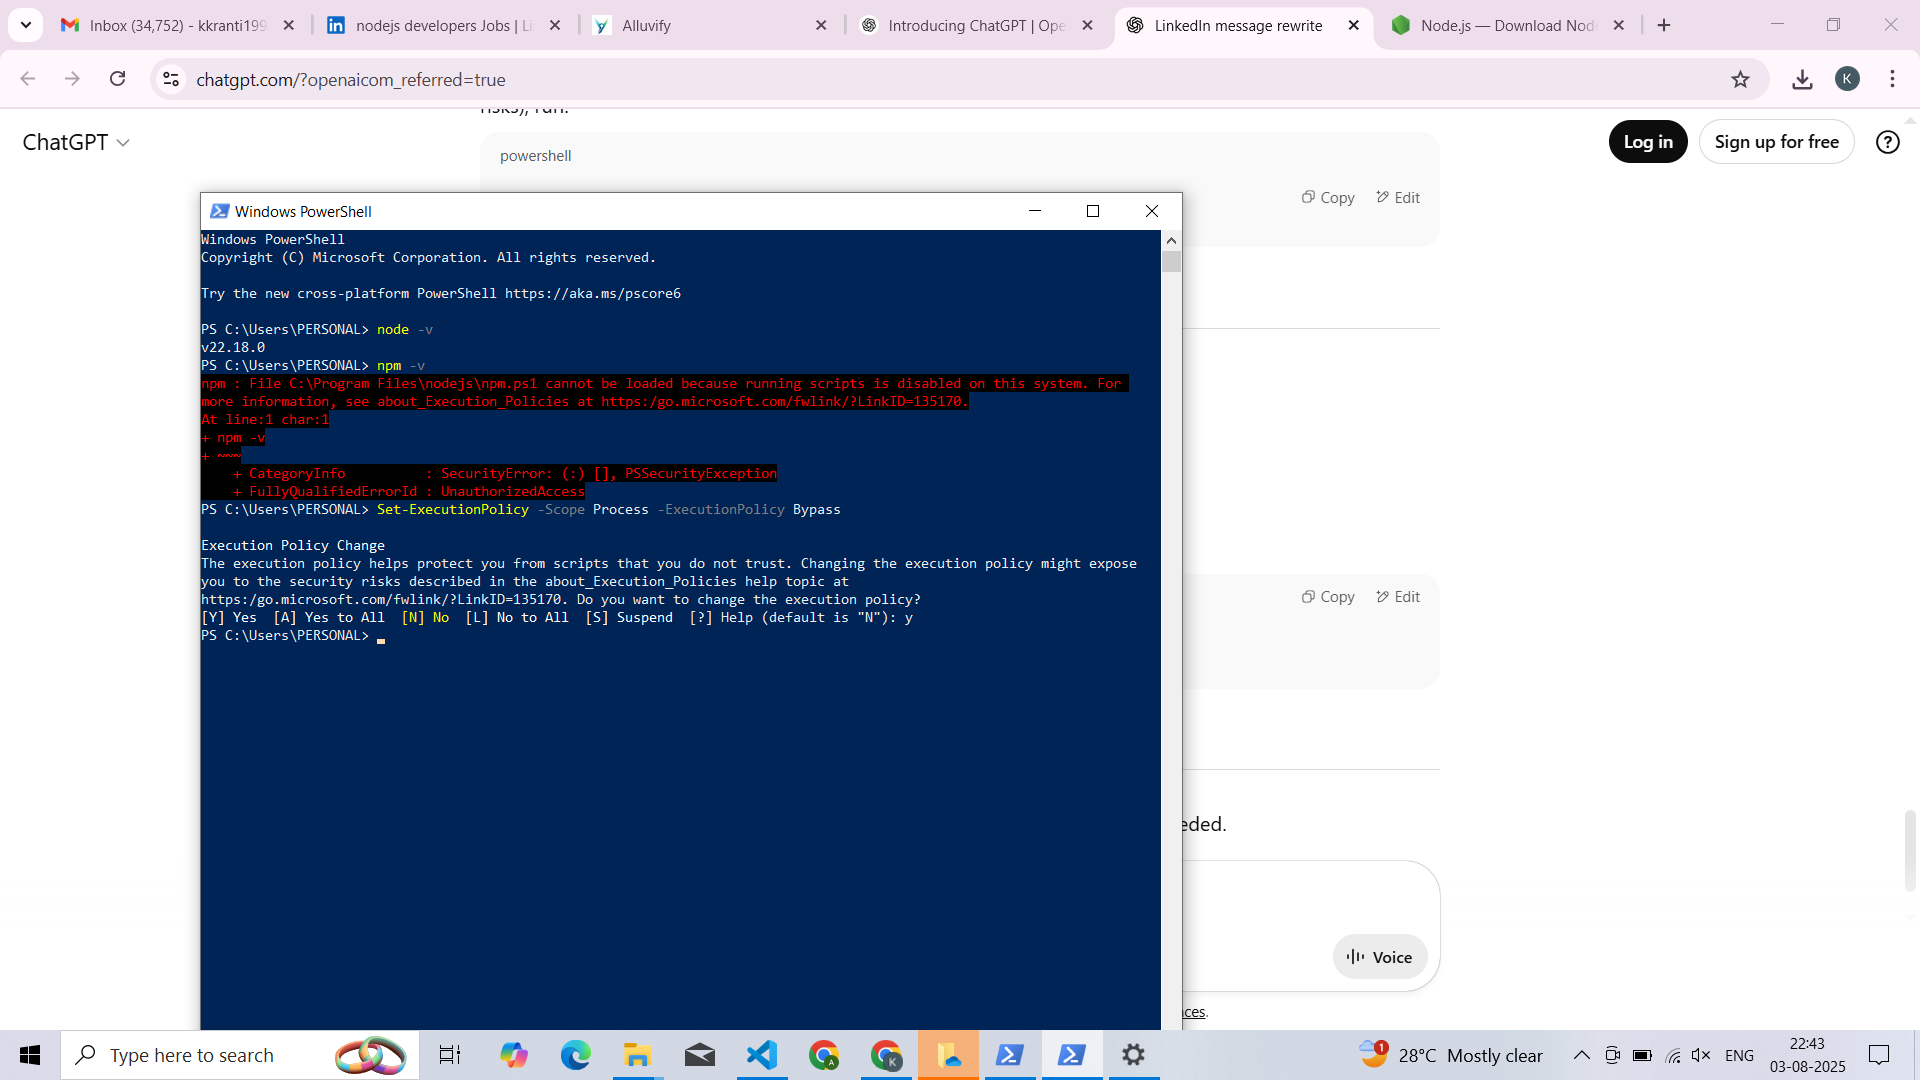 Inbox (34,752) - kkranti199
nodejs developers Jobs | Li
Alluvify
Introducing ChatGPT | Ope
LinkedIn message rewrite
Node.js — Download Nod
chatgpt.com/?openaicom_referred=true
K
risks), run:
ChatGPT
Log in
Sign up for free
powershell
Copy
Edit
Windows PowerShell
Windows PowerShell
Copyright (C) Microsoft Corporation. All rights reserved.
Try the new cross-platform PowerShell https://aka.ms/pscore6
PS C:\Users\PERSONAL> node -v
v22.18.0
PS C:\Users\PERSONAL> npm -v
npm : File C:\Program Files\nodejs\npm.ps1 cannot be loaded because running scripts is disabled on this system. For
more information, see about_Execution_Policies at https:/go.microsoft.com/fwlink/?LinkID=135170.
At line:1 char:1
+ npm -v
+ ~~~
    + CategoryInfo          : SecurityError: (:) [], PSSecurityException
    + FullyQualifiedErrorId : UnauthorizedAccess
PS C:\Users\PERSONAL> Set-ExecutionPolicy -Scope Process -ExecutionPolicy Bypass
Execution Policy Change
The execution policy helps protect you from scripts that you do not trust. Changing the execution policy might expose
you to the security risks described in the about_Execution_Policies help topic at
https:/go.microsoft.com/fwlink/?LinkID=135170. Do you want to change the execution policy?
[Y] Yes  [A] Yes to All  [N] No  [L] No to All  [S] Suspend  [?] Help (default is "N"): y
PS C:\Users\PERSONAL>
Copy
Edit
eded.
Voice
ces.
Type here to search
A
K
1
28°C Mostly clear
ENG
22:43
03-08-2025